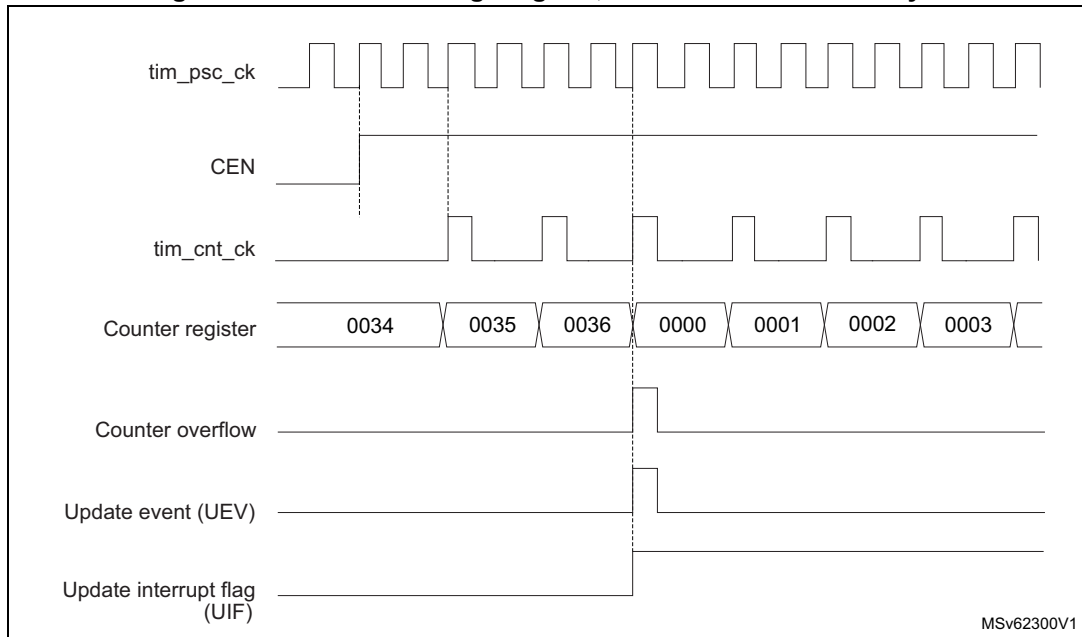 tim_psc_ck
CEN
tim_cnt_ck
Counter register 0034 0035 0036 0000 0001 0002 0003
Counter overflow
Update event (UEV)
Update interrupt flag
(UIF)
MSv62300V1